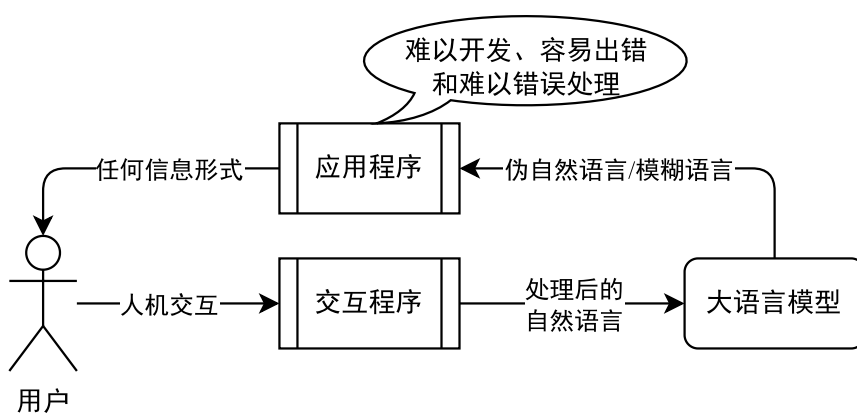 难以开发、容易出错
和难以错误处理
任何信息形式
应用程序
伪自然语言/模糊语言
人机交互
交互程序
处理后的
自然语言
大语言模型
用户